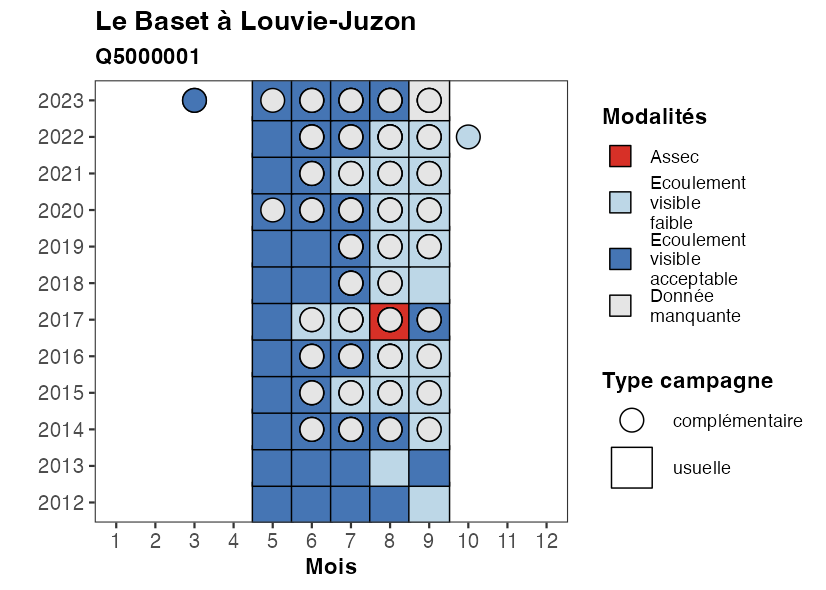 Le Baset à Louvie-Juzon
Q5000001
2023
2022
2021
2020
2019
2018
2017
2016
2015
2014
2013
2012
1 2 3 4 5 6 7 8 9 10 11 12
Mois
Modalités
Assec
Ecoulement
visible
faible
Ecoulement
visible
acceptable
Donnée
manquante
Type campagne
complémentaire
usuelle